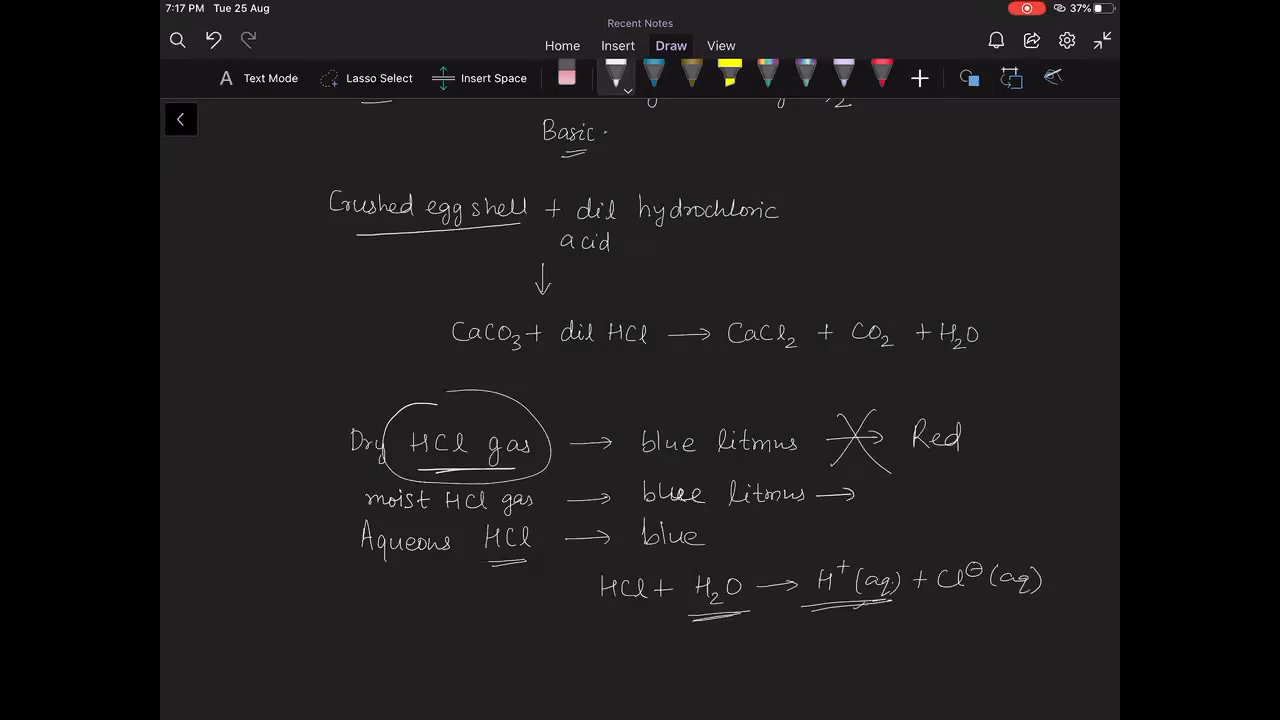 7:17 PM Tue 25 Aug
Recent Notes
37%
Home Insert Draw View
Text Mode Lasso Select Insert Space
Basic.
Crushed egg shell + dil hydrochloric
acid
↓
CaCO₃ + dil HCl → CaCl₂ + CO₂ + H₂O
Dry HCl gas → blue litmus → Red
moist HCl gas → blue litmus →
Aqueous HCl → blue
HCl + H₂O → H⁺(aq) + Cl⊖(aq)